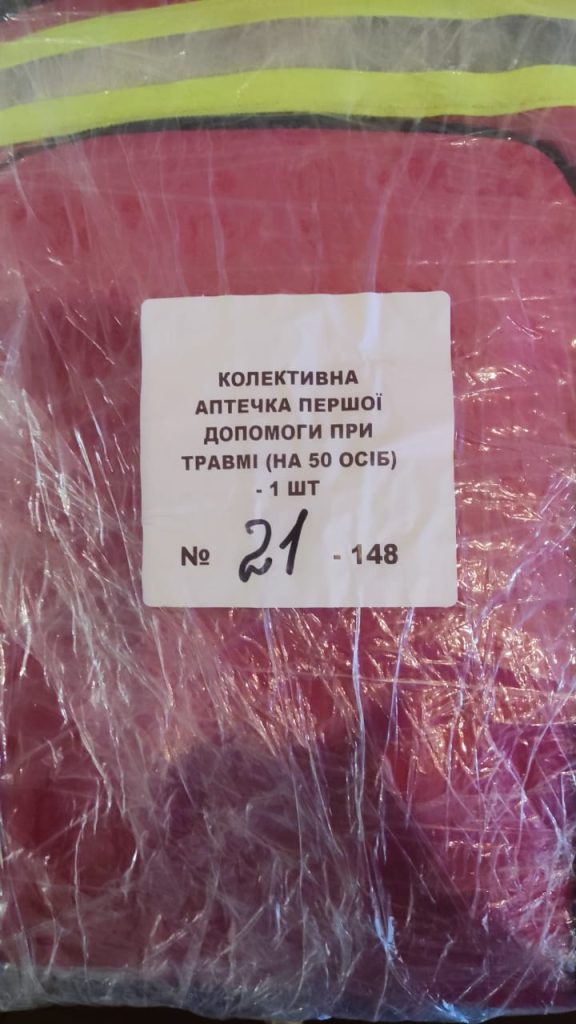 КОЛЕКТИВНА
АПТЕЧКА ПЕРШОЇ
ДОПОМОГИ ПРИ
ТРАВМІ (НА 50 ОСІБ)
- 1 ШТ
№ 21 - 148